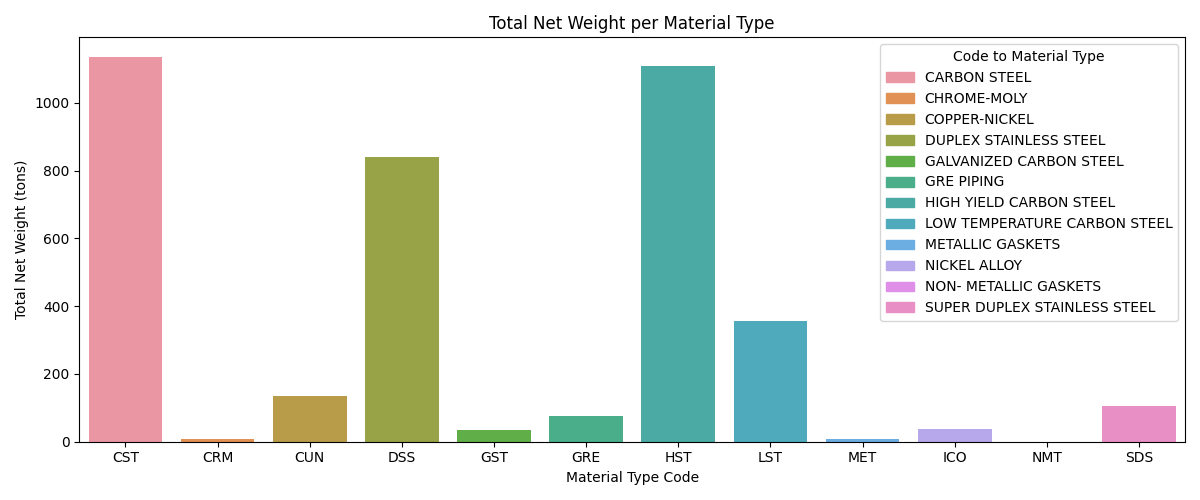 Total Net Weight per Material Type
Total Net Weight (tons)
1000
800
600
400
200
0
Code to Material Type
CARBON STEEL
CHROME-MOLY
COPPER-NICKEL
DUPLEX STAINLESS STEEL
GALVANIZED CARBON STEEL
GRE PIPING
HIGH YIELD CARBON STEEL
LOW TEMPERATURE CARBON STEEL
METALLIC GASKETS
NICKEL ALLOY
NON- METALLIC GASKETS
SUPER DUPLEX STAINLESS STEEL
CST CRM CUN DSS GST GRE HST LST MET ICO NMT SDS
Material Type Code